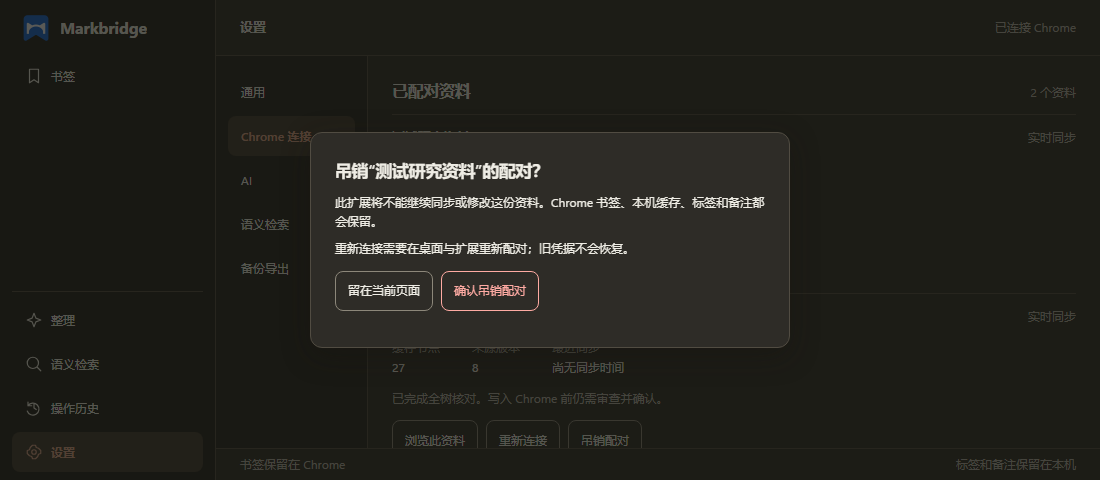 Markbridge
书签
整理
语义检索
操作历史
设置
设置
已连接 Chrome
通用
Chrome 连接
AI
语义检索
备份导出
已配对资料
2 个资料
实时同步
吊销“测试研究资料”的配对?
此扩展将不能继续同步或修改这份资料。Chrome 书签、本机缓存、标签和备注都
会保留。
重新连接需要在桌面与扩展重新配对；旧凭据不会恢复。
留在当前页面
确认吊销配对
实时同步
27
8
尚无同步时间
已完成全树核对。写入 Chrome 前仍需审查并确认。
浏览此资料
重新连接
吊销配对
书签保留在 Chrome
标签和备注保留在本机